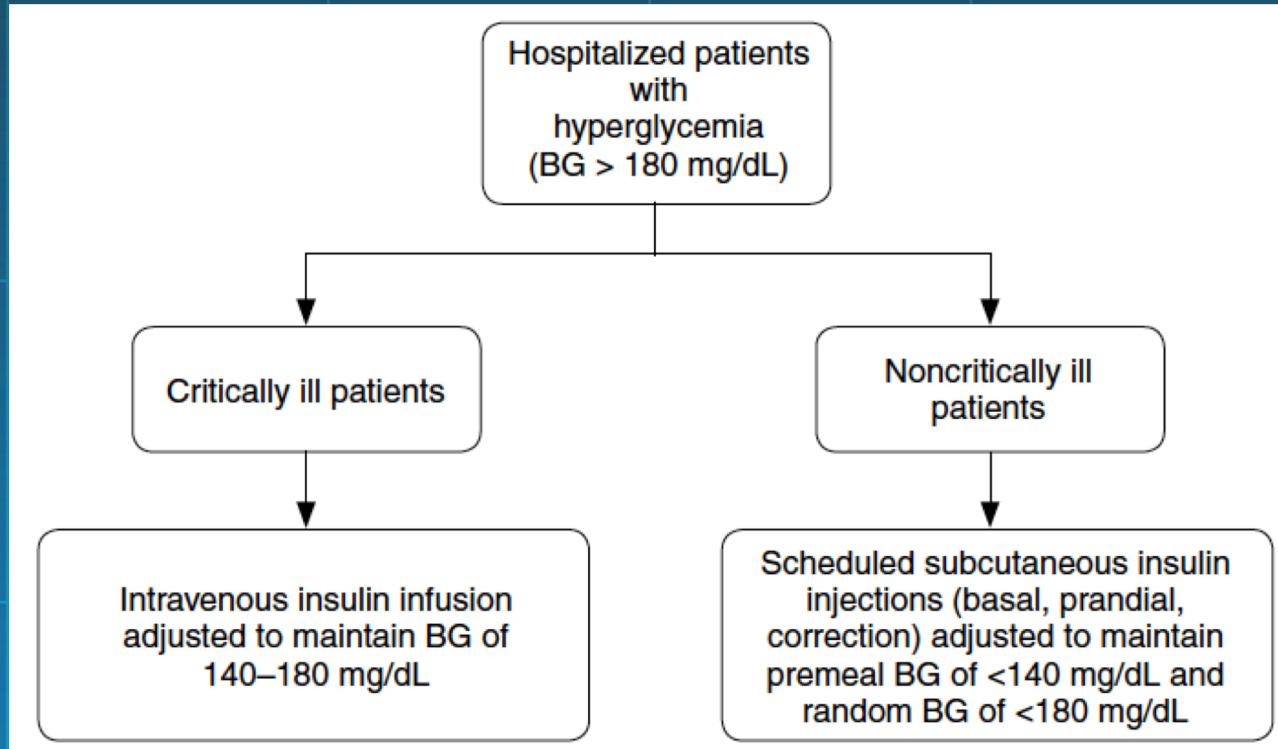 Hospitalized patients
with
hyperglycemia
(BG > 180 mg/dL)
Critically ill patients
Noncritically ill
patients
Intravenous insulin infusion
adjusted to maintain BG of
140–180 mg/dL
Scheduled subcutaneous insulin
injections (basal, prandial,
correction) adjusted to maintain
premeal BG of <140 mg/dL and
random BG of <180 mg/dL